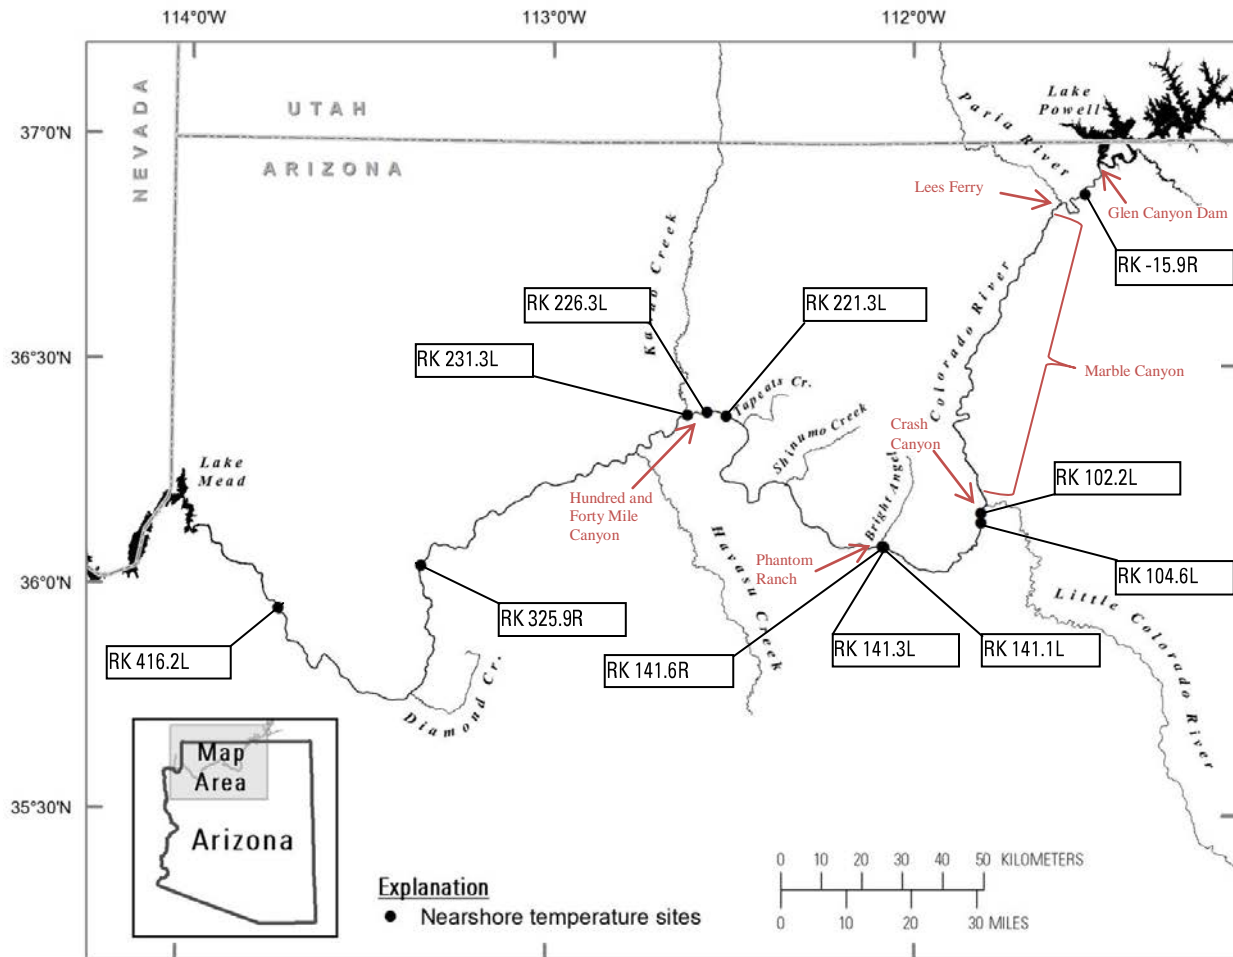 114°0'W
113°0'W
112°0'W
37°0'N
36°30'N
36°0'N
35°30'N
NEVADA
UTAH
ARIZONA
Paria River
Lake
Powell
Lees Ferry
Glen Canyon Dam
RK -15.9R
Colorado River
Marble Canyon
RK 226.3L
RK 221.3L
RK 231.3L
Tapeats Cr.
Shinumo Creek
Crash
Canyon
Bright Angel
RK 102.2L
RK 104.6L
Lake
Mead
Hundred and
Forty Mile
Canyon
Havasu Creek
Phantom
Ranch
Little Colorado River
RK 325.9R
RK 416.2L
RK 141.6R
RK 141.3L
RK 141.1L
Diamond Cr.
Map
Area
Arizona
Explanation
Nearshore temperature sites
0 10 20 30 40 50 KILOMETERS
0 10 20 30 MILES
Creek